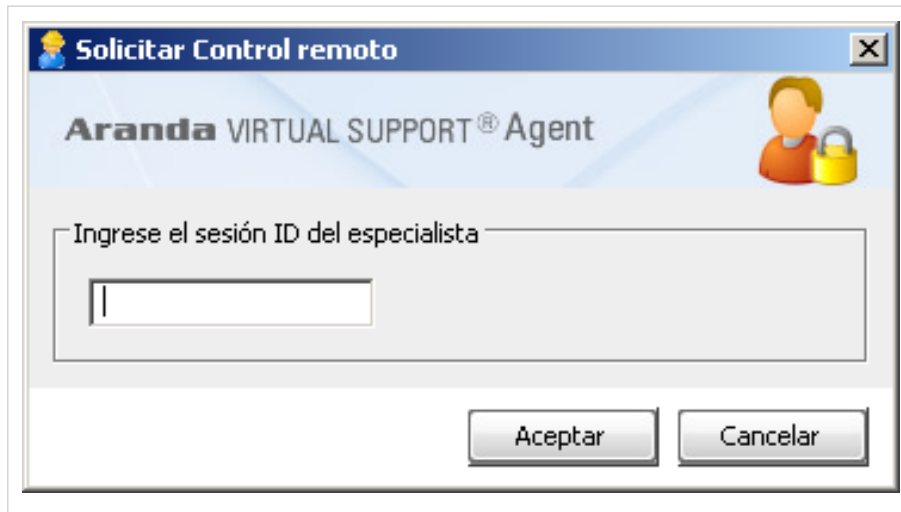 Solicitar Control remoto
Aranda VIRTUAL SUPPORT ® Agent
Ingrese el sesión ID del especialista
Aceptar
Cancelar